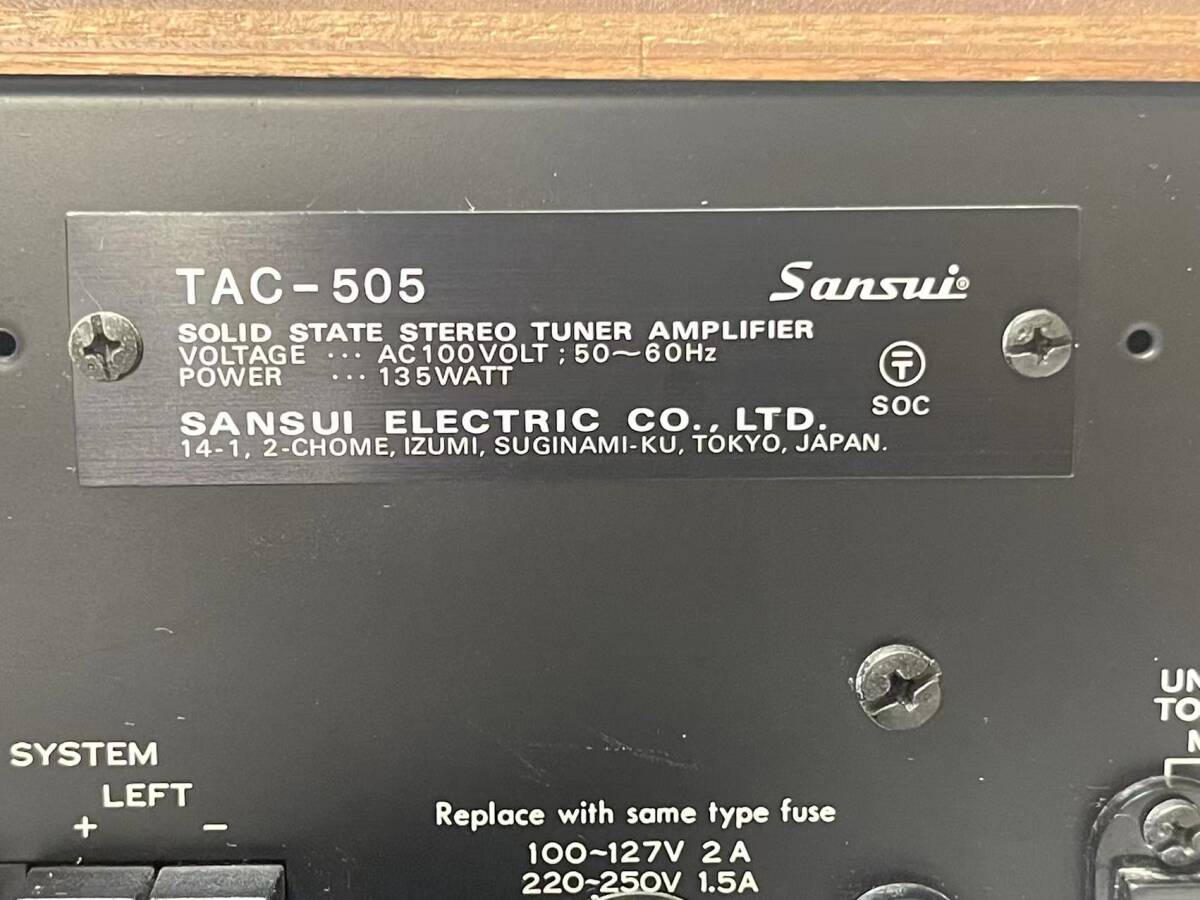 TAC-505
Sansui®
SOLID STATE STEREO TUNER AMPLIFIER
VOLTAGE ··· AC100VOLT ; 50~60Hz
POWER ··· 135WATT
SOC
SANSUI ELECTRIC CO., LTD.
14-1, 2-CHOME, IZUMI, SUGINAMI-KU, TOKYO, JAPAN.
SYSTEM
LEFT
+ −
Replace with same type fuse
100~127V 2A
220~250V 1.5A
UN
TO